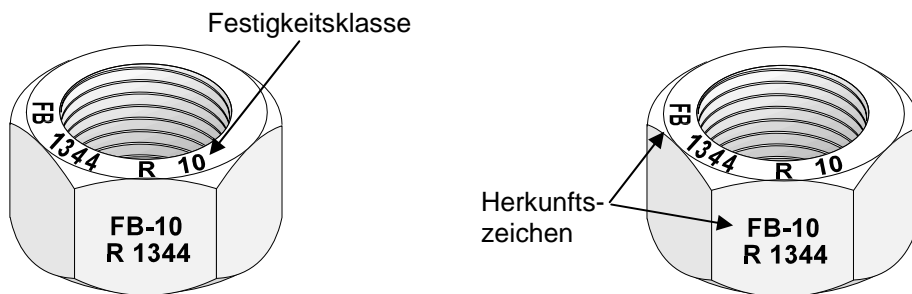 Festigkeitsklasse
FB 1344 R 10
FB-10
R 1344
Herkunfts-
zeichen
FB 1344 R 10
FB-10
R 1344